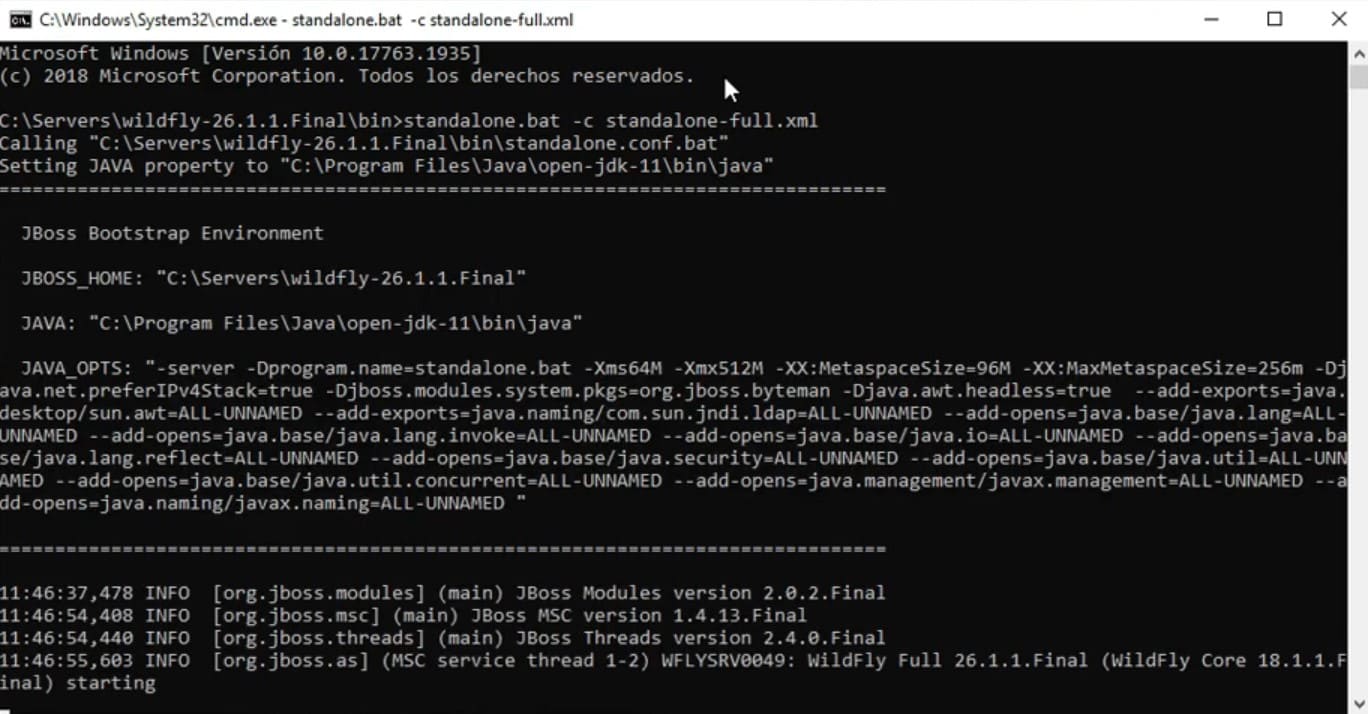 C:\Windows\System32\cmd.exe - standalone.bat -c standalone-full.xml
Microsoft Windows [Versión 10.0.17763.1935]
(c) 2018 Microsoft Corporation. Todos los derechos reservados.
C:\Servers\wildfly-26.1.1.Final\bin>standalone.bat -c standalone-full.xml
Calling "C:\Servers\wildfly-26.1.1.Final\bin\standalone.conf.bat"
Setting JAVA property to "C:\Program Files\Java\open-jdk-11\bin\java"
===============================================================================
JBoss Bootstrap Environment
JBOSS_HOME: "C:\Servers\wildfly-26.1.1.Final"
JAVA: "C:\Program Files\Java\open-jdk-11\bin\java"
JAVA_OPTS: "-server -Dprogram.name=standalone.bat -Xms64M -Xmx512M -XX:MetaspaceSize=96M -XX:MaxMetaspaceSize=256m -Dj
ava.net.preferIPv4Stack=true -Djboss.modules.system.pkgs=org.jboss.byteman -Djava.awt.headless=true  --add-exports=java.
desktop/sun.awt=ALL-UNNAMED --add-exports=java.naming/com.sun.jndi.ldap=ALL-UNNAMED --add-opens=java.base/java.lang=ALL-
UNNAMED --add-opens=java.base/java.lang.invoke=ALL-UNNAMED --add-opens=java.base/java.io=ALL-UNNAMED --add-opens=java.ba
se/java.lang.reflect=ALL-UNNAMED --add-opens=java.base/java.security=ALL-UNNAMED --add-opens=java.base/java.util=ALL-UNN
AMED --add-opens=java.base/java.util.concurrent=ALL-UNNAMED --add-opens=java.management/javax.management=ALL-UNNAMED --a
dd-opens=java.naming/javax.naming=ALL-UNNAMED "
===============================================================================
11:46:37,478 INFO  [org.jboss.modules] (main) JBoss Modules version 2.0.2.Final
11:46:54,408 INFO  [org.jboss.msc] (main) JBoss MSC version 1.4.13.Final
11:46:54,440 INFO  [org.jboss.threads] (main) JBoss Threads version 2.4.0.Final
11:46:55,603 INFO  [org.jboss.as] (MSC service thread 1-2) WFLYSRV0049: WildFly Full 26.1.1.Final (WildFly Core 18.1.1.F
inal) starting